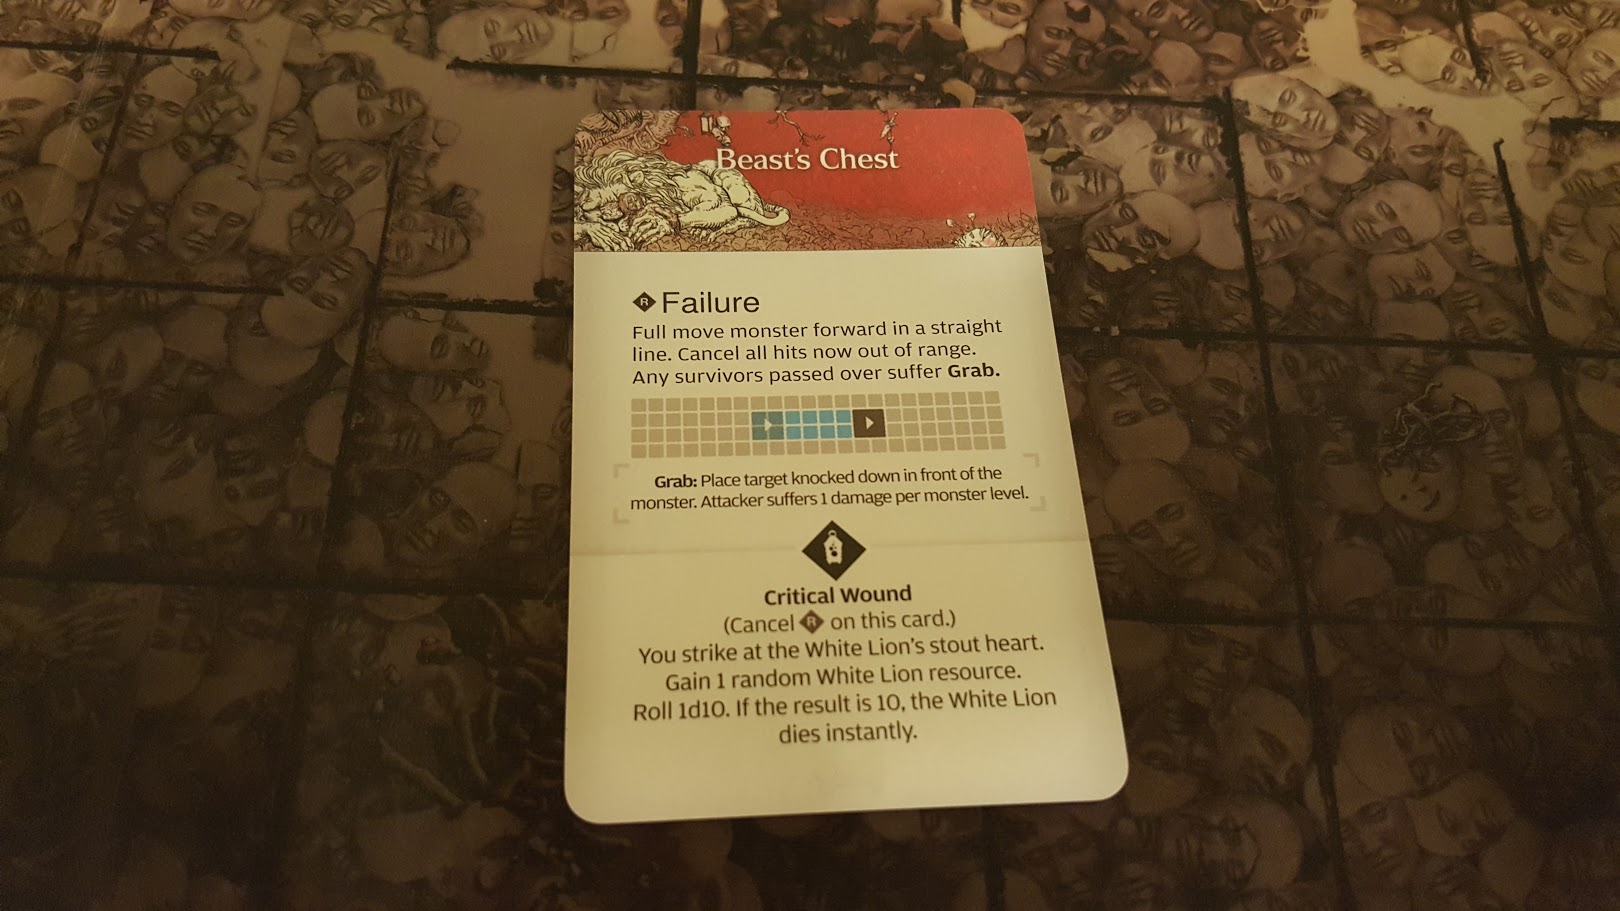 Beast's Chest
R Failure
Full move monster forward in a straight
line. Cancel all hits now out of range.
Any survivors passed over suffer Grab.
Grab: Place target knocked down in front of the
monster. Attacker suffers 1 damage per monster level.
Critical Wound
(Cancel R on this card.)
You strike at the White Lion's stout heart.
Gain 1 random White Lion resource.
Roll 1d10. If the result is 10, the White Lion
dies instantly.